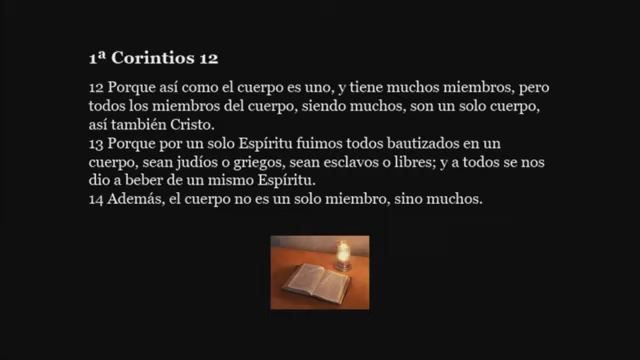 1ª Corintios 12
12 Porque así como el cuerpo es uno, y tiene muchos miembros, pero
todos los miembros del cuerpo, siendo muchos, son un solo cuerpo,
así también Cristo.
13 Porque por un solo Espíritu fuimos todos bautizados en un
cuerpo, sean judíos o griegos, sean esclavos o libres; y a todos se nos
dio a beber de un mismo Espíritu.
14 Además, el cuerpo no es un solo miembro, sino muchos.